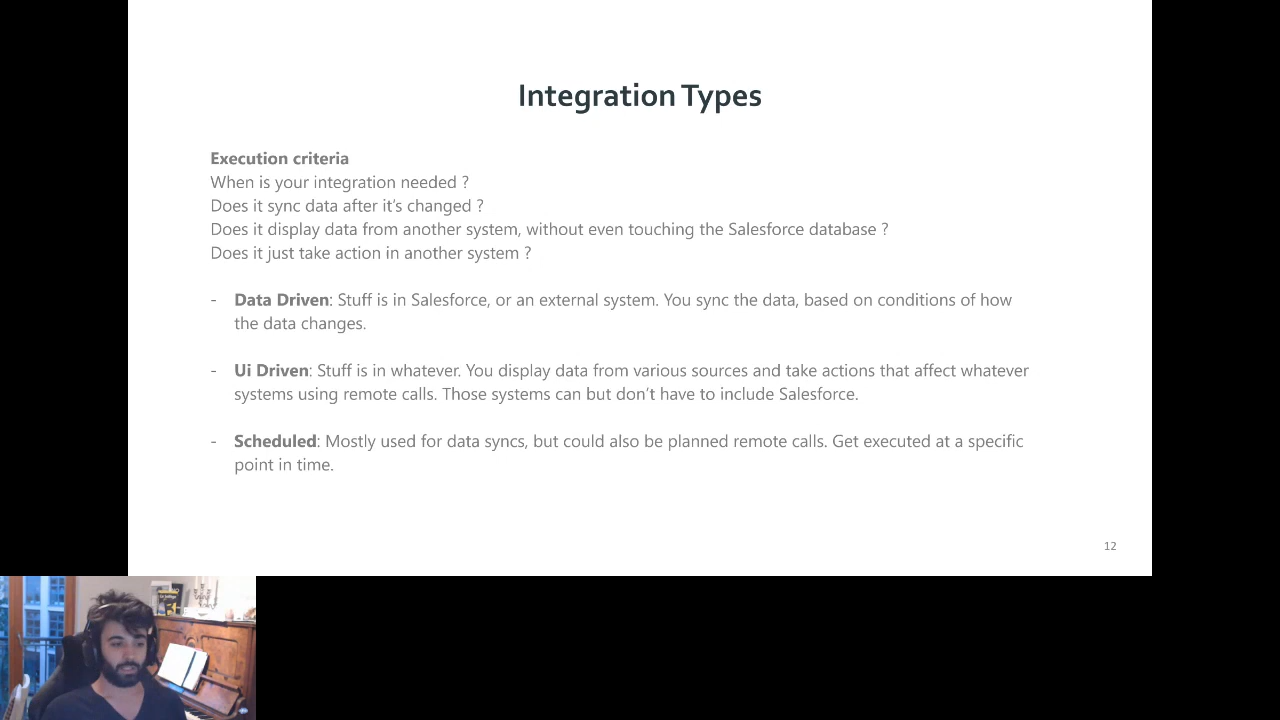 Integration Types
Execution criteria
When is your integration needed ?
Does it sync data after it's changed ?
Does it display data from another system, without even touching the Salesforce database ?
Does it just take action in another system ?
- Data Driven: Stuff is in Salesforce, or an external system. You sync the data, based on conditions of how
the data changes.
- Ui Driven: Stuff is in whatever. You display data from various sources and take actions that affect whatever
systems using remote calls. Those systems can but don't have to include Salesforce.
- Scheduled: Mostly used for data syncs, but could also be planned remote calls. Get executed at a specific
point in time.
12